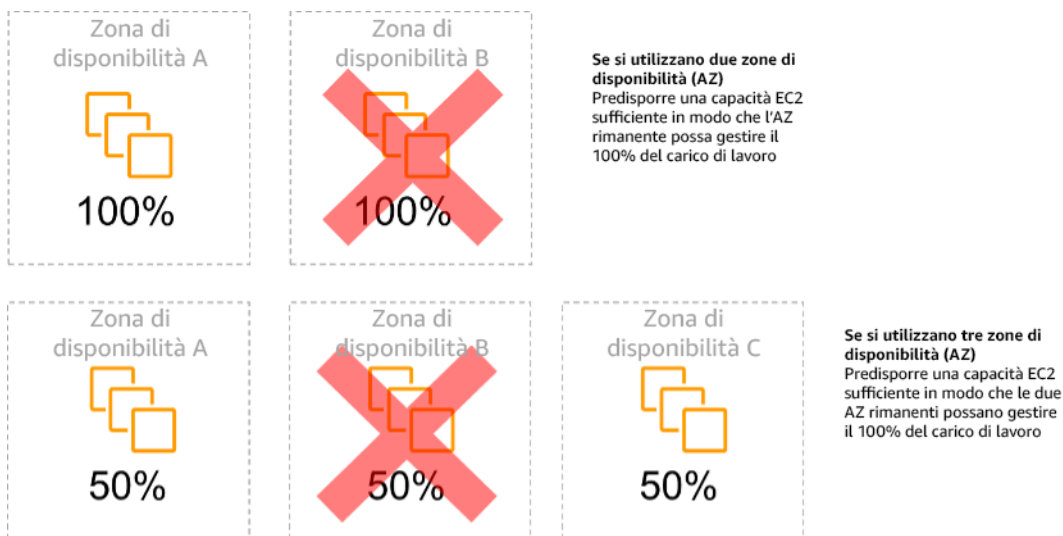 Zona di
disponibilità A
100%
Zona di
disponibilità B
100%
Se si utilizzano due zone di
disponibilità (AZ)
Predisporre una capacità EC2
sufficiente in modo che l'AZ
rimanente possa gestire il
100% del carico di lavoro
Zona di
disponibilità A
50%
Zona di
disponibilità B
50%
Zona di
disponibilità C
50%
Se si utilizzano tre zone di
disponibilità (AZ)
Predisporre una capacità EC2
sufficiente in modo che le due
AZ rimanenti possano gestire
il 100% del carico di lavoro